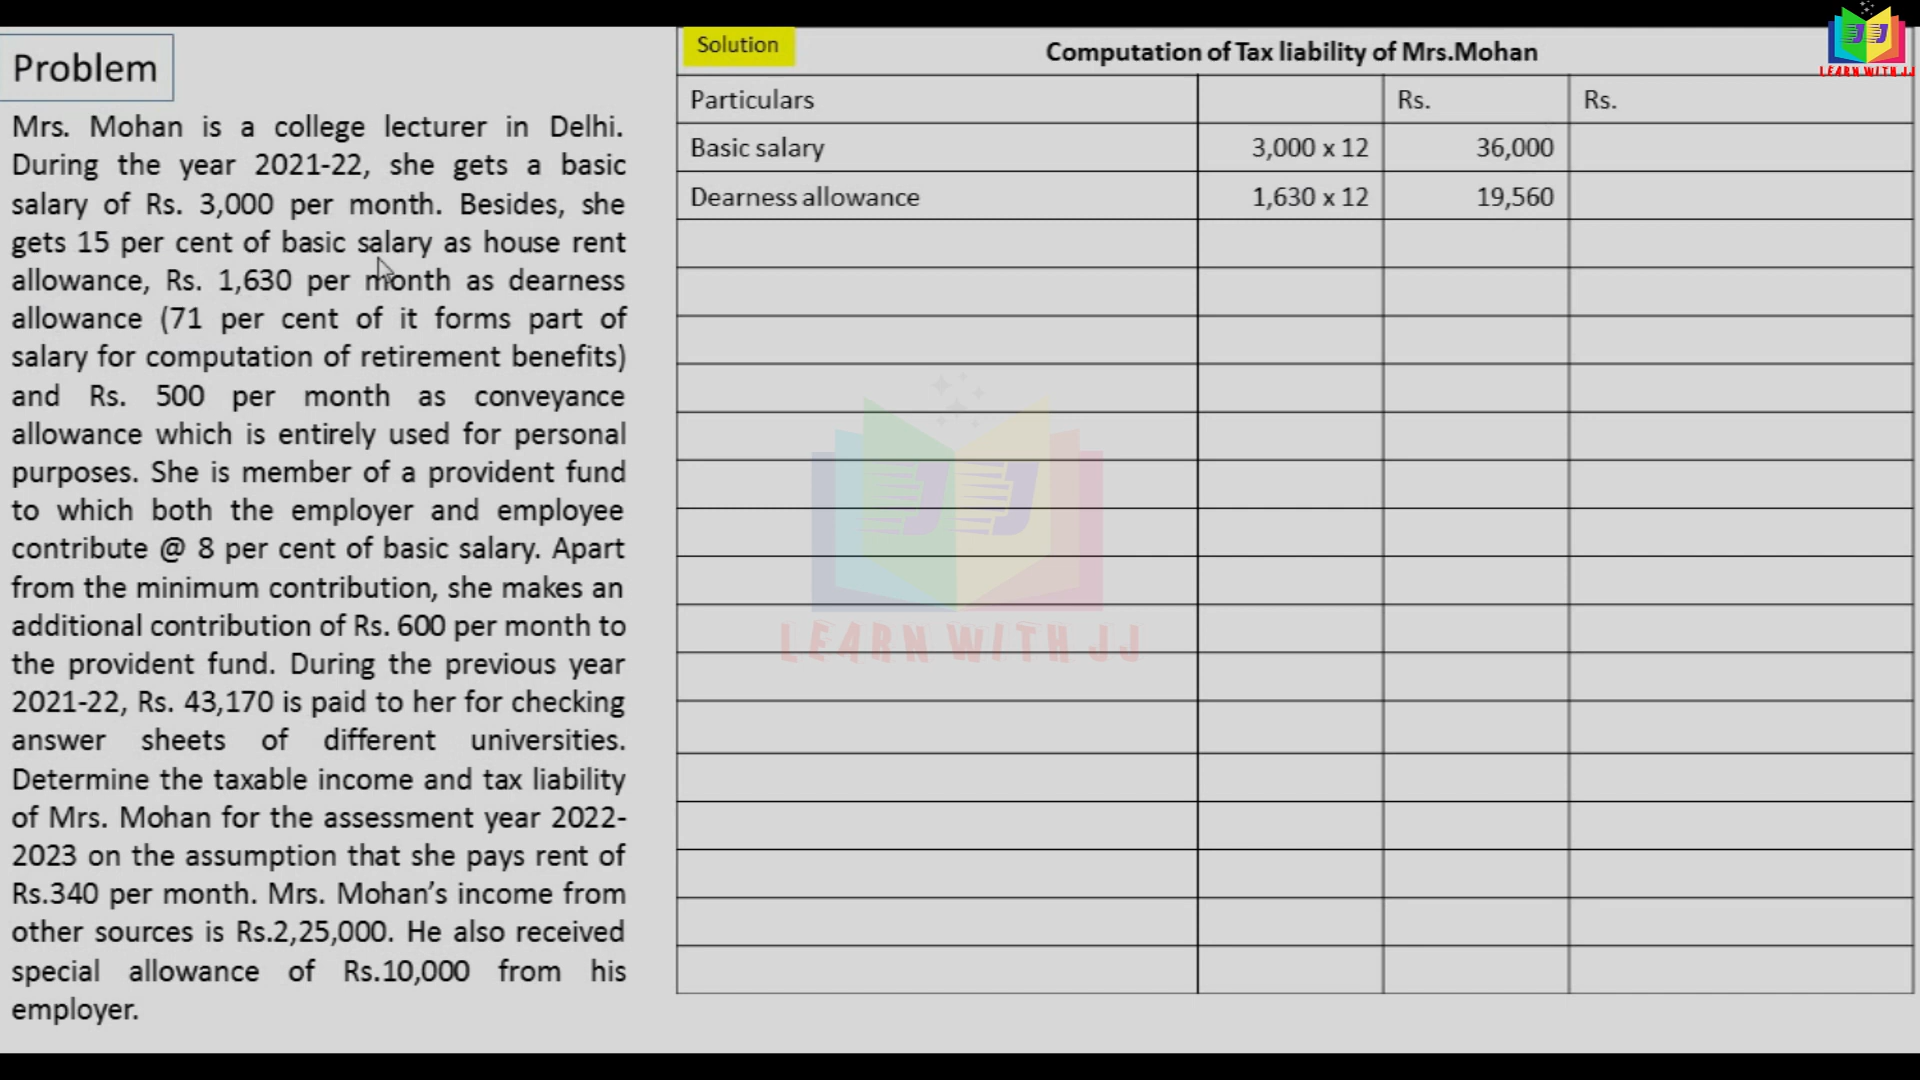 Problem
Mrs. Mohan is a college lecturer in Delhi.
During the year 2021-22, she gets a basic
salary of Rs. 3,000 per month. Besides, she
gets 15 per cent of basic salary as house rent
allowance, Rs. 1,630 per month as dearness
allowance (71 per cent of it forms part of
salary for computation of retirement benefits)
and Rs. 500 per month as conveyance
allowance which is entirely used for personal
purposes. She is member of a provident fund
to which both the employer and employee
contribute @ 8 per cent of basic salary. Apart
from the minimum contribution, she makes an
additional contribution of Rs. 600 per month to
the provident fund. During the previous year
2021-22, Rs. 43,170 is paid to her for checking
answer sheets of different universities.
Determine the taxable income and tax liability
of Mrs. Mohan for the assessment year 2022-
2023 on the assumption that she pays rent of
Rs.340 per month. Mrs. Mohan's income from
other sources is Rs.2,25,000. He also received
special allowance of Rs.10,000 from his
employer.
Solution
Computation of Tax liability of Mrs.Mohan
Particulars Rs. Rs.
Basic salary 3,000 x 12 36,000
Dearness allowance 1,630 x 12 19,560
JJ
LEARN WITH JJ
JJ
LEARN WITH JJ